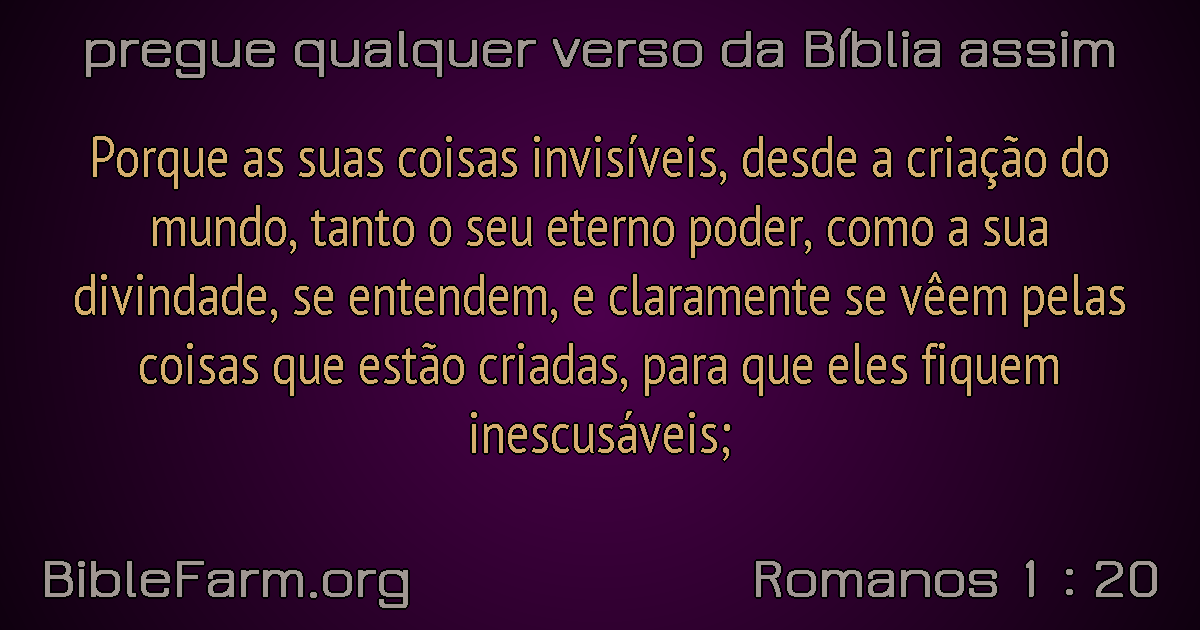 pregue qualquer verso da Bíblia assim
Porque as suas coisas invisíveis, desde a criação do
mundo, tanto o seu eterno poder, como a sua
divindade, se entendem, e claramente se vêem pelas
coisas que estão criadas, para que eles fiquem
inescusáveis;
BibleFarm.org
Romanos 1 : 20